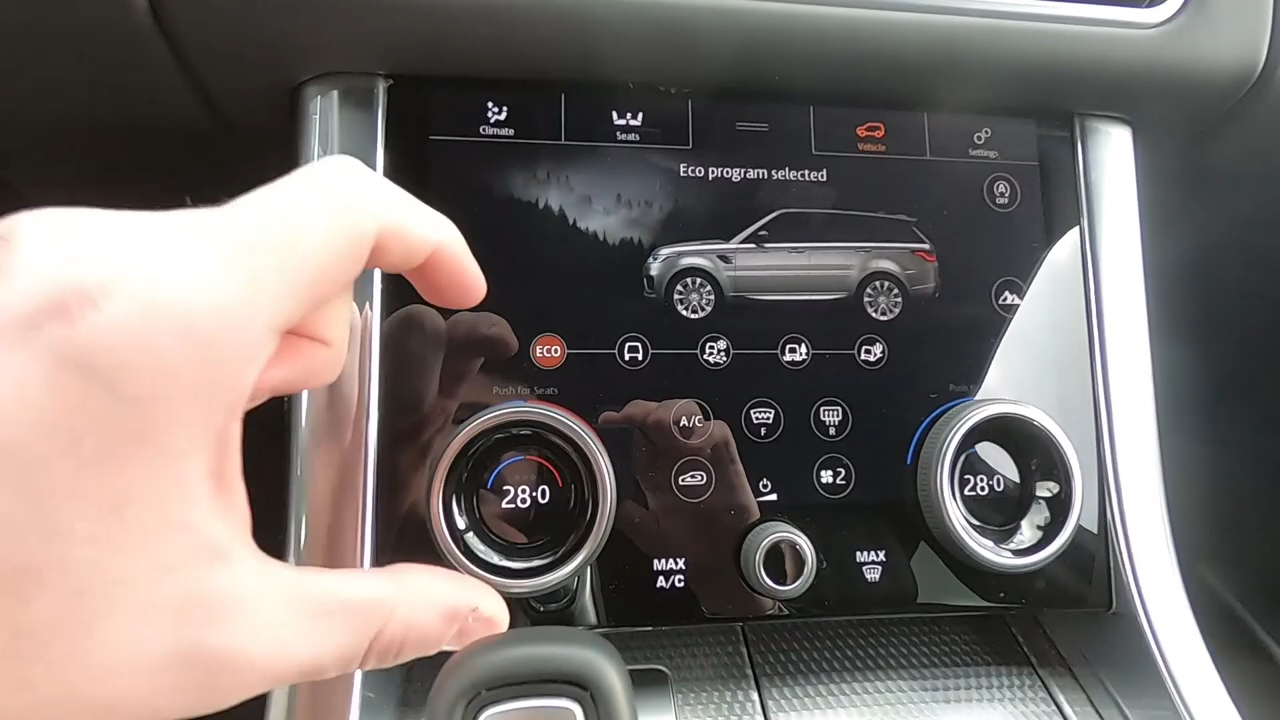 Climate
Seats
Vehicle
Settings
Eco program selected
A
OFF
ECO
Push for Seats
Push
A/C
F
R
2
28·0
28·0
MAX
A/C
MAX